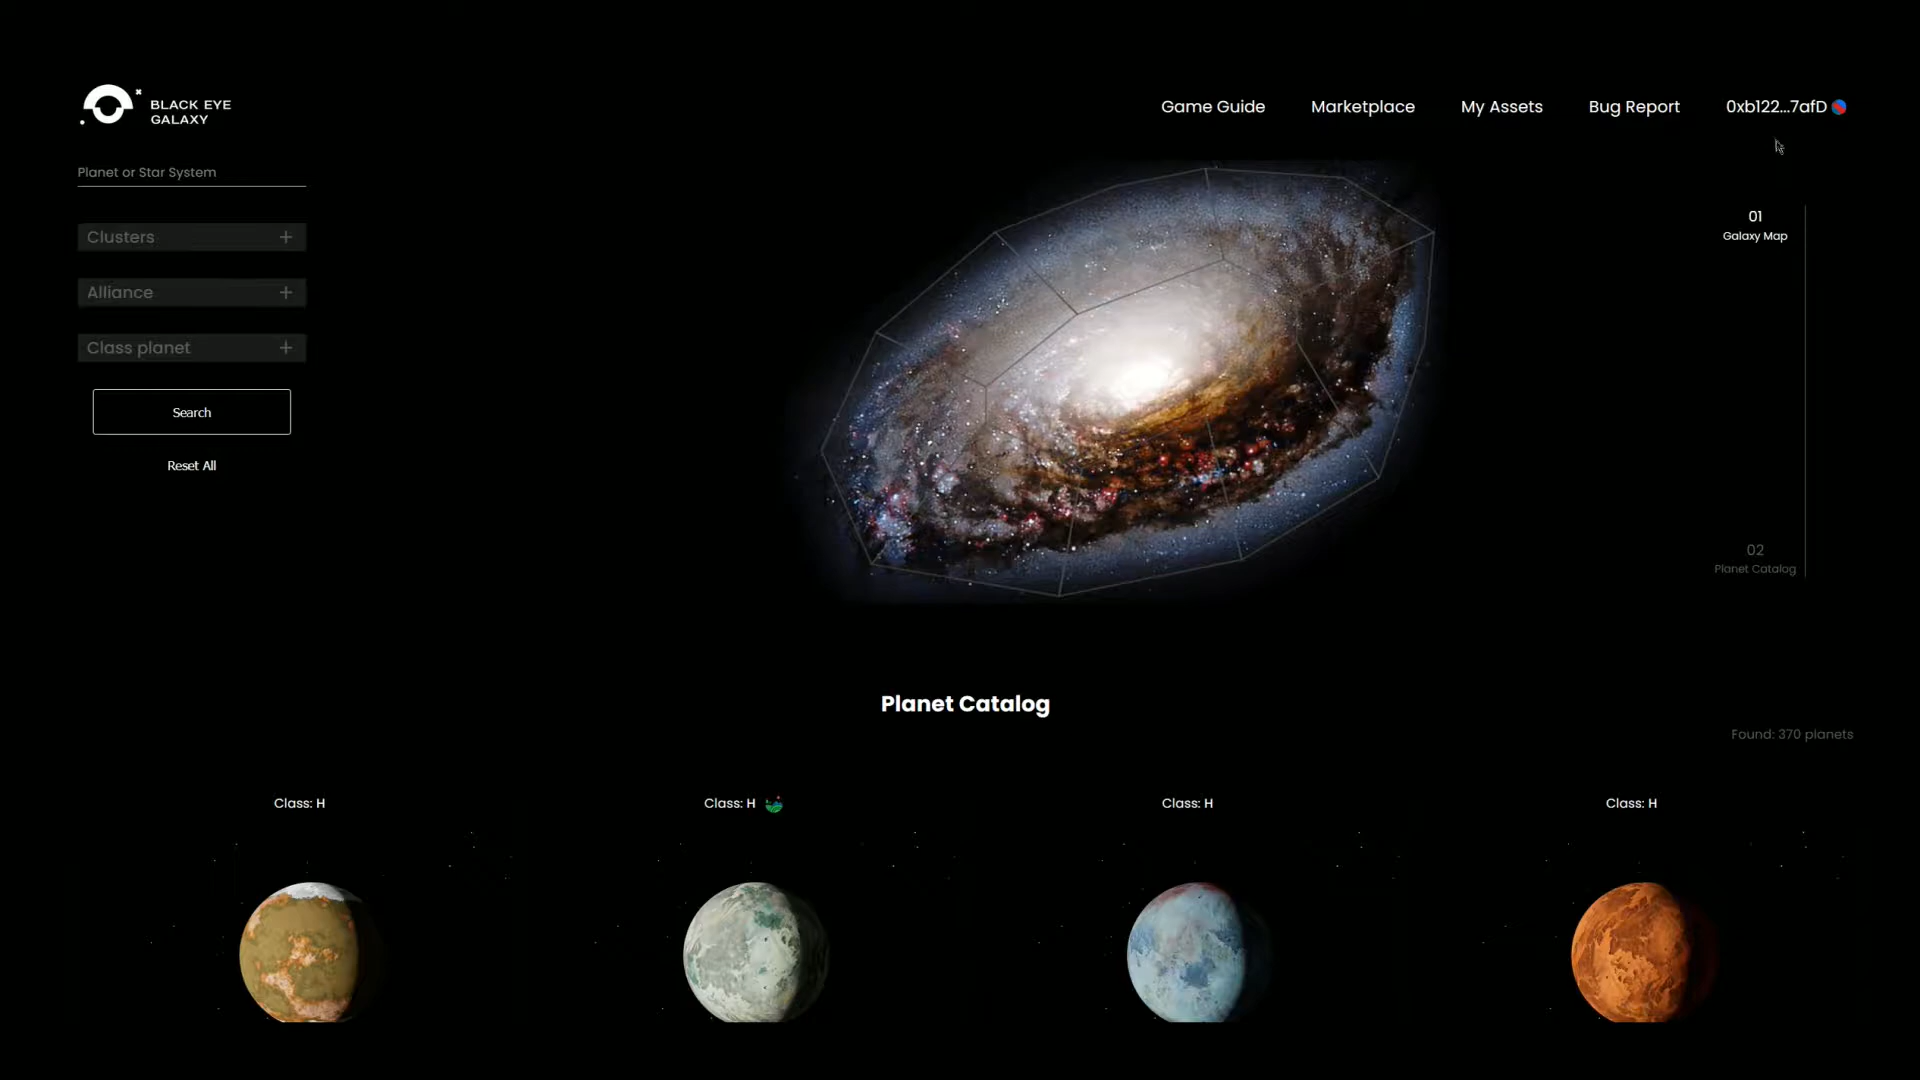 BLACK EYE
GALAXY
Game Guide
Marketplace
My Assets
Bug Report
0xb122...7afD
Planet or Star System
Clusters
Alliance
Class planet
Search
Reset All
01
Galaxy Map
02
Planet Catalog
Planet Catalog
Found: 370 planets
Class: H
Class: H
Class: H
Class: H